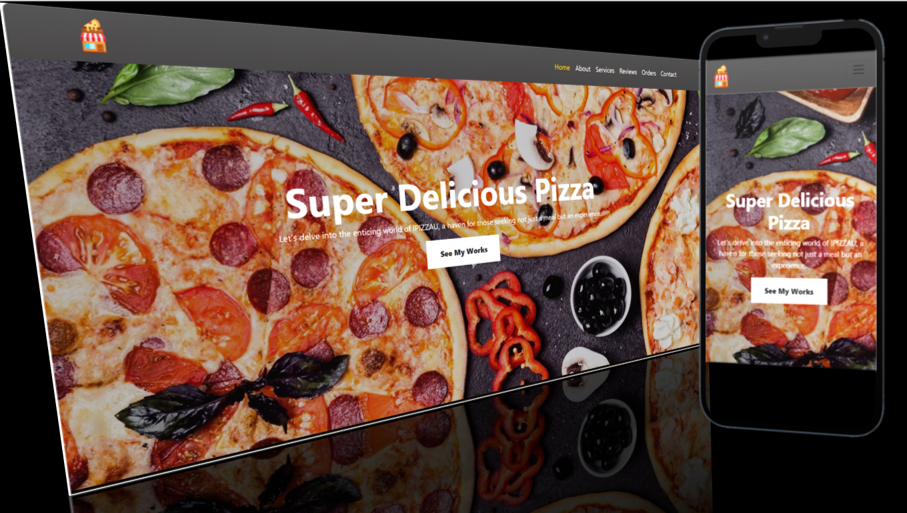 Home About Services Reviews Orders Contact
Super Delicious Pizza
Let's delve into the enticing world of IPIZZAU, a haven for those seeking not just a meal but an experience.
See My Works
Super Delicious
Pizza
Let's delve into the enticing world of IPIZZAU, a
haven for those seeking not just a meal but an
experience.
See My Works